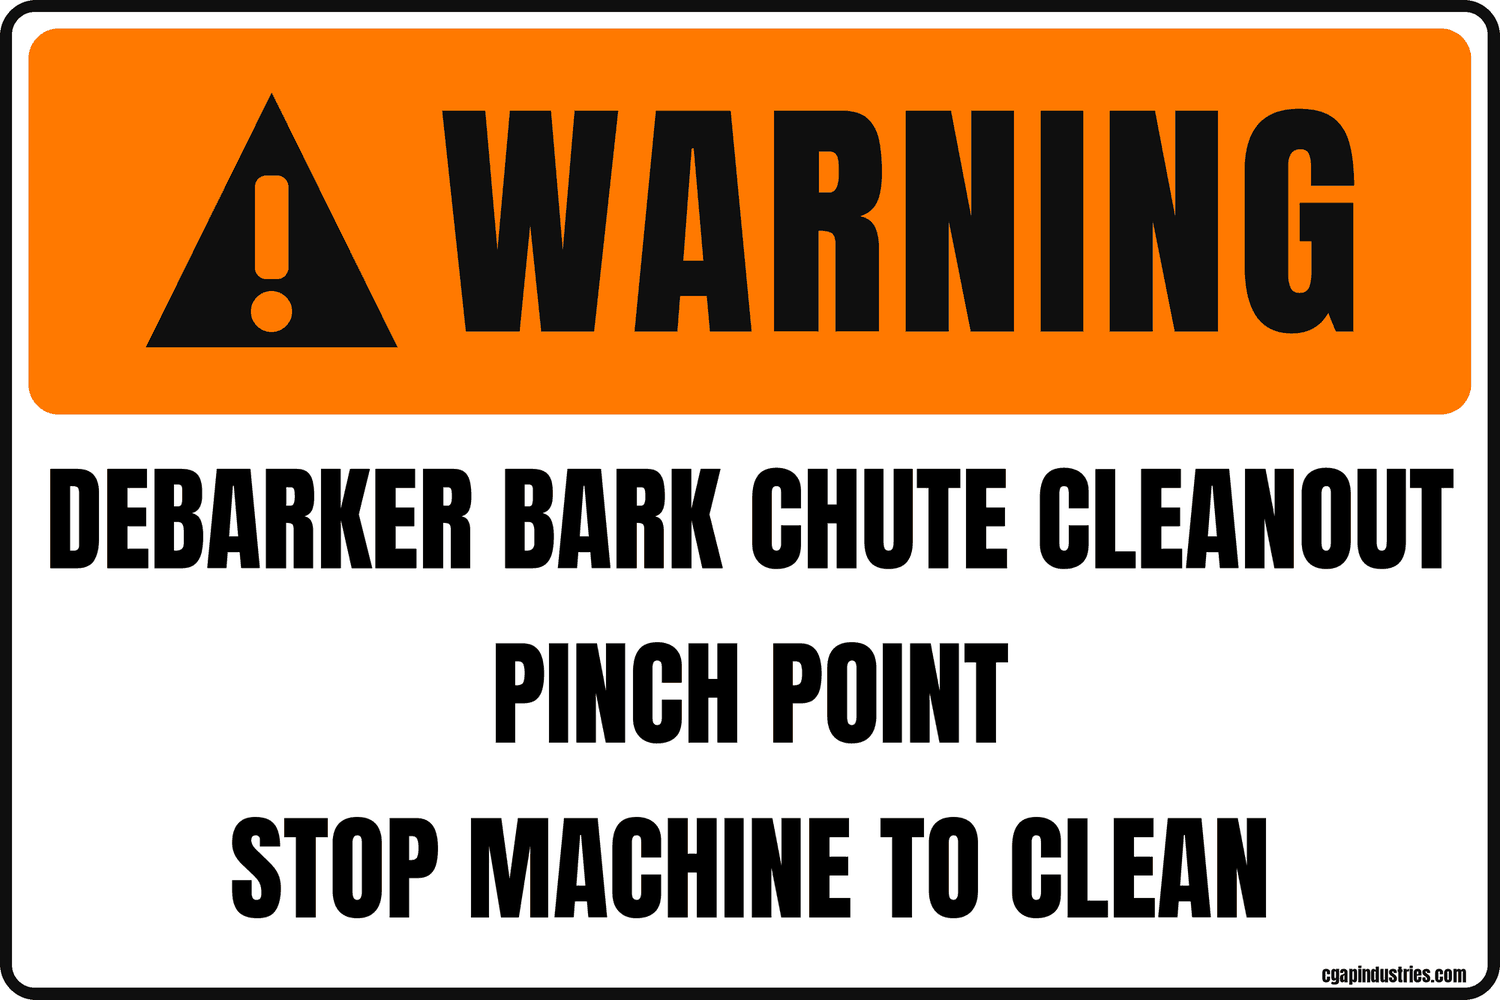 WARNING
DEBARKER BARK CHUTE CLEANOUT
PINCH POINT
STOP MACHINE TO CLEAN
cgapindustries.com